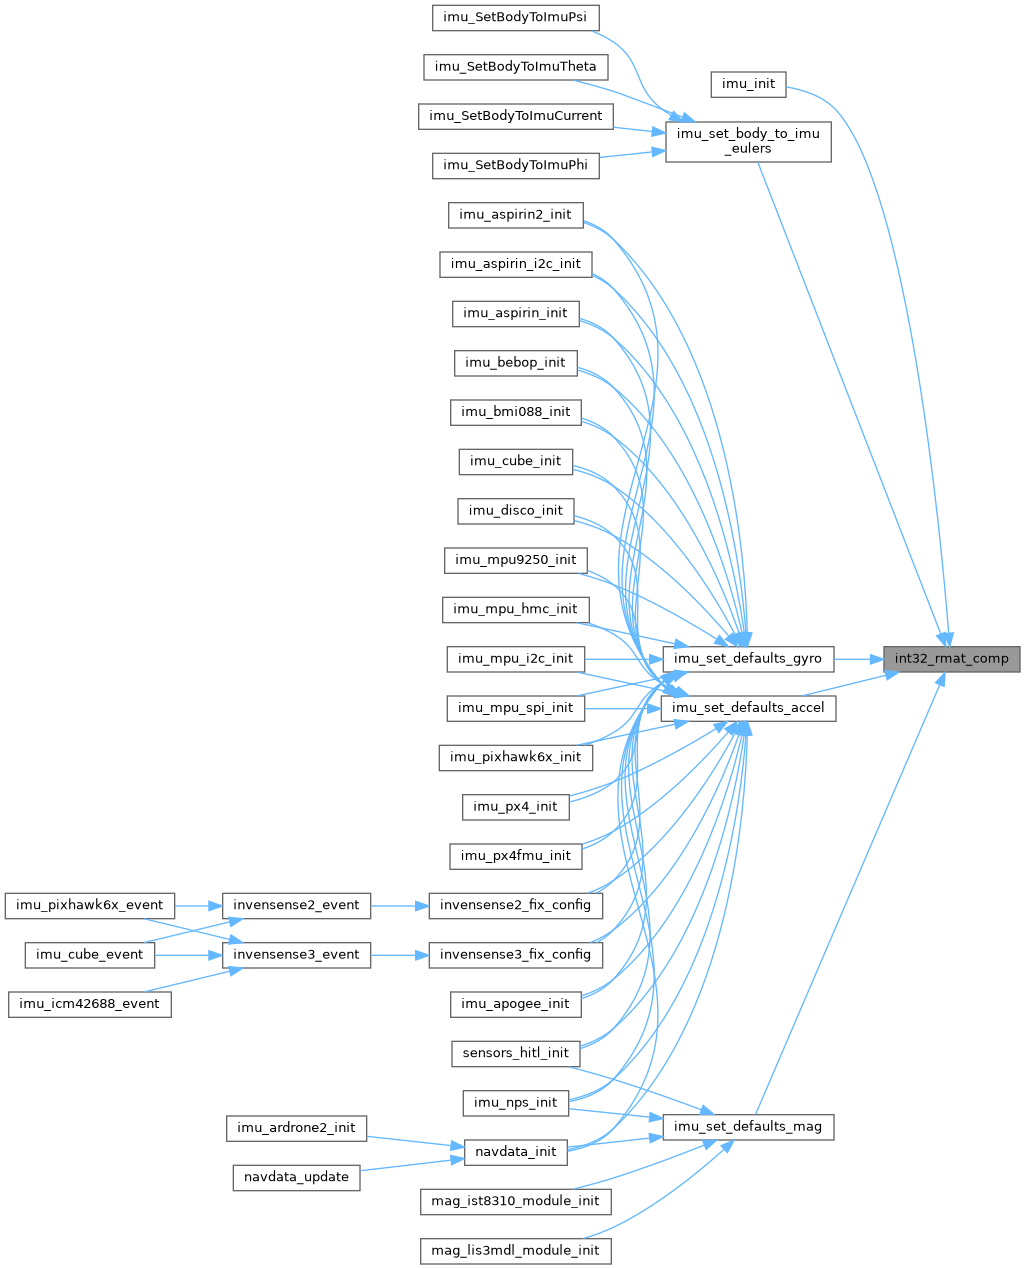 imu_SetBodyToImuPsi
imu_SetBodyToImuTheta
imu_init
imu_SetBodyToImuCurrent
imu_set_body_to_imu
_eulers
imu_SetBodyToImuPhi
imu_aspirin2_init
imu_aspirin_i2c_init
imu_aspirin_init
imu_bebop_init
imu_bmi088_init
imu_cube_init
imu_disco_init
imu_mpu9250_init
imu_mpu_hmc_init
imu_mpu_i2c_init
imu_set_defaults_gyro
int32_rmat_comp
imu_mpu_spi_init
imu_set_defaults_accel
imu_pixhawk6x_init
imu_px4_init
imu_px4fmu_init
imu_pixhawk6x_event
invensense2_event
invensense2_fix_config
imu_cube_event
invensense3_event
invensense3_fix_config
imu_icm42688_event
imu_apogee_init
sensors_hitl_init
imu_nps_init
imu_ardrone2_init
imu_set_defaults_mag
navdata_init
navdata_update
mag_ist8310_module_init
mag_lis3mdl_module_init